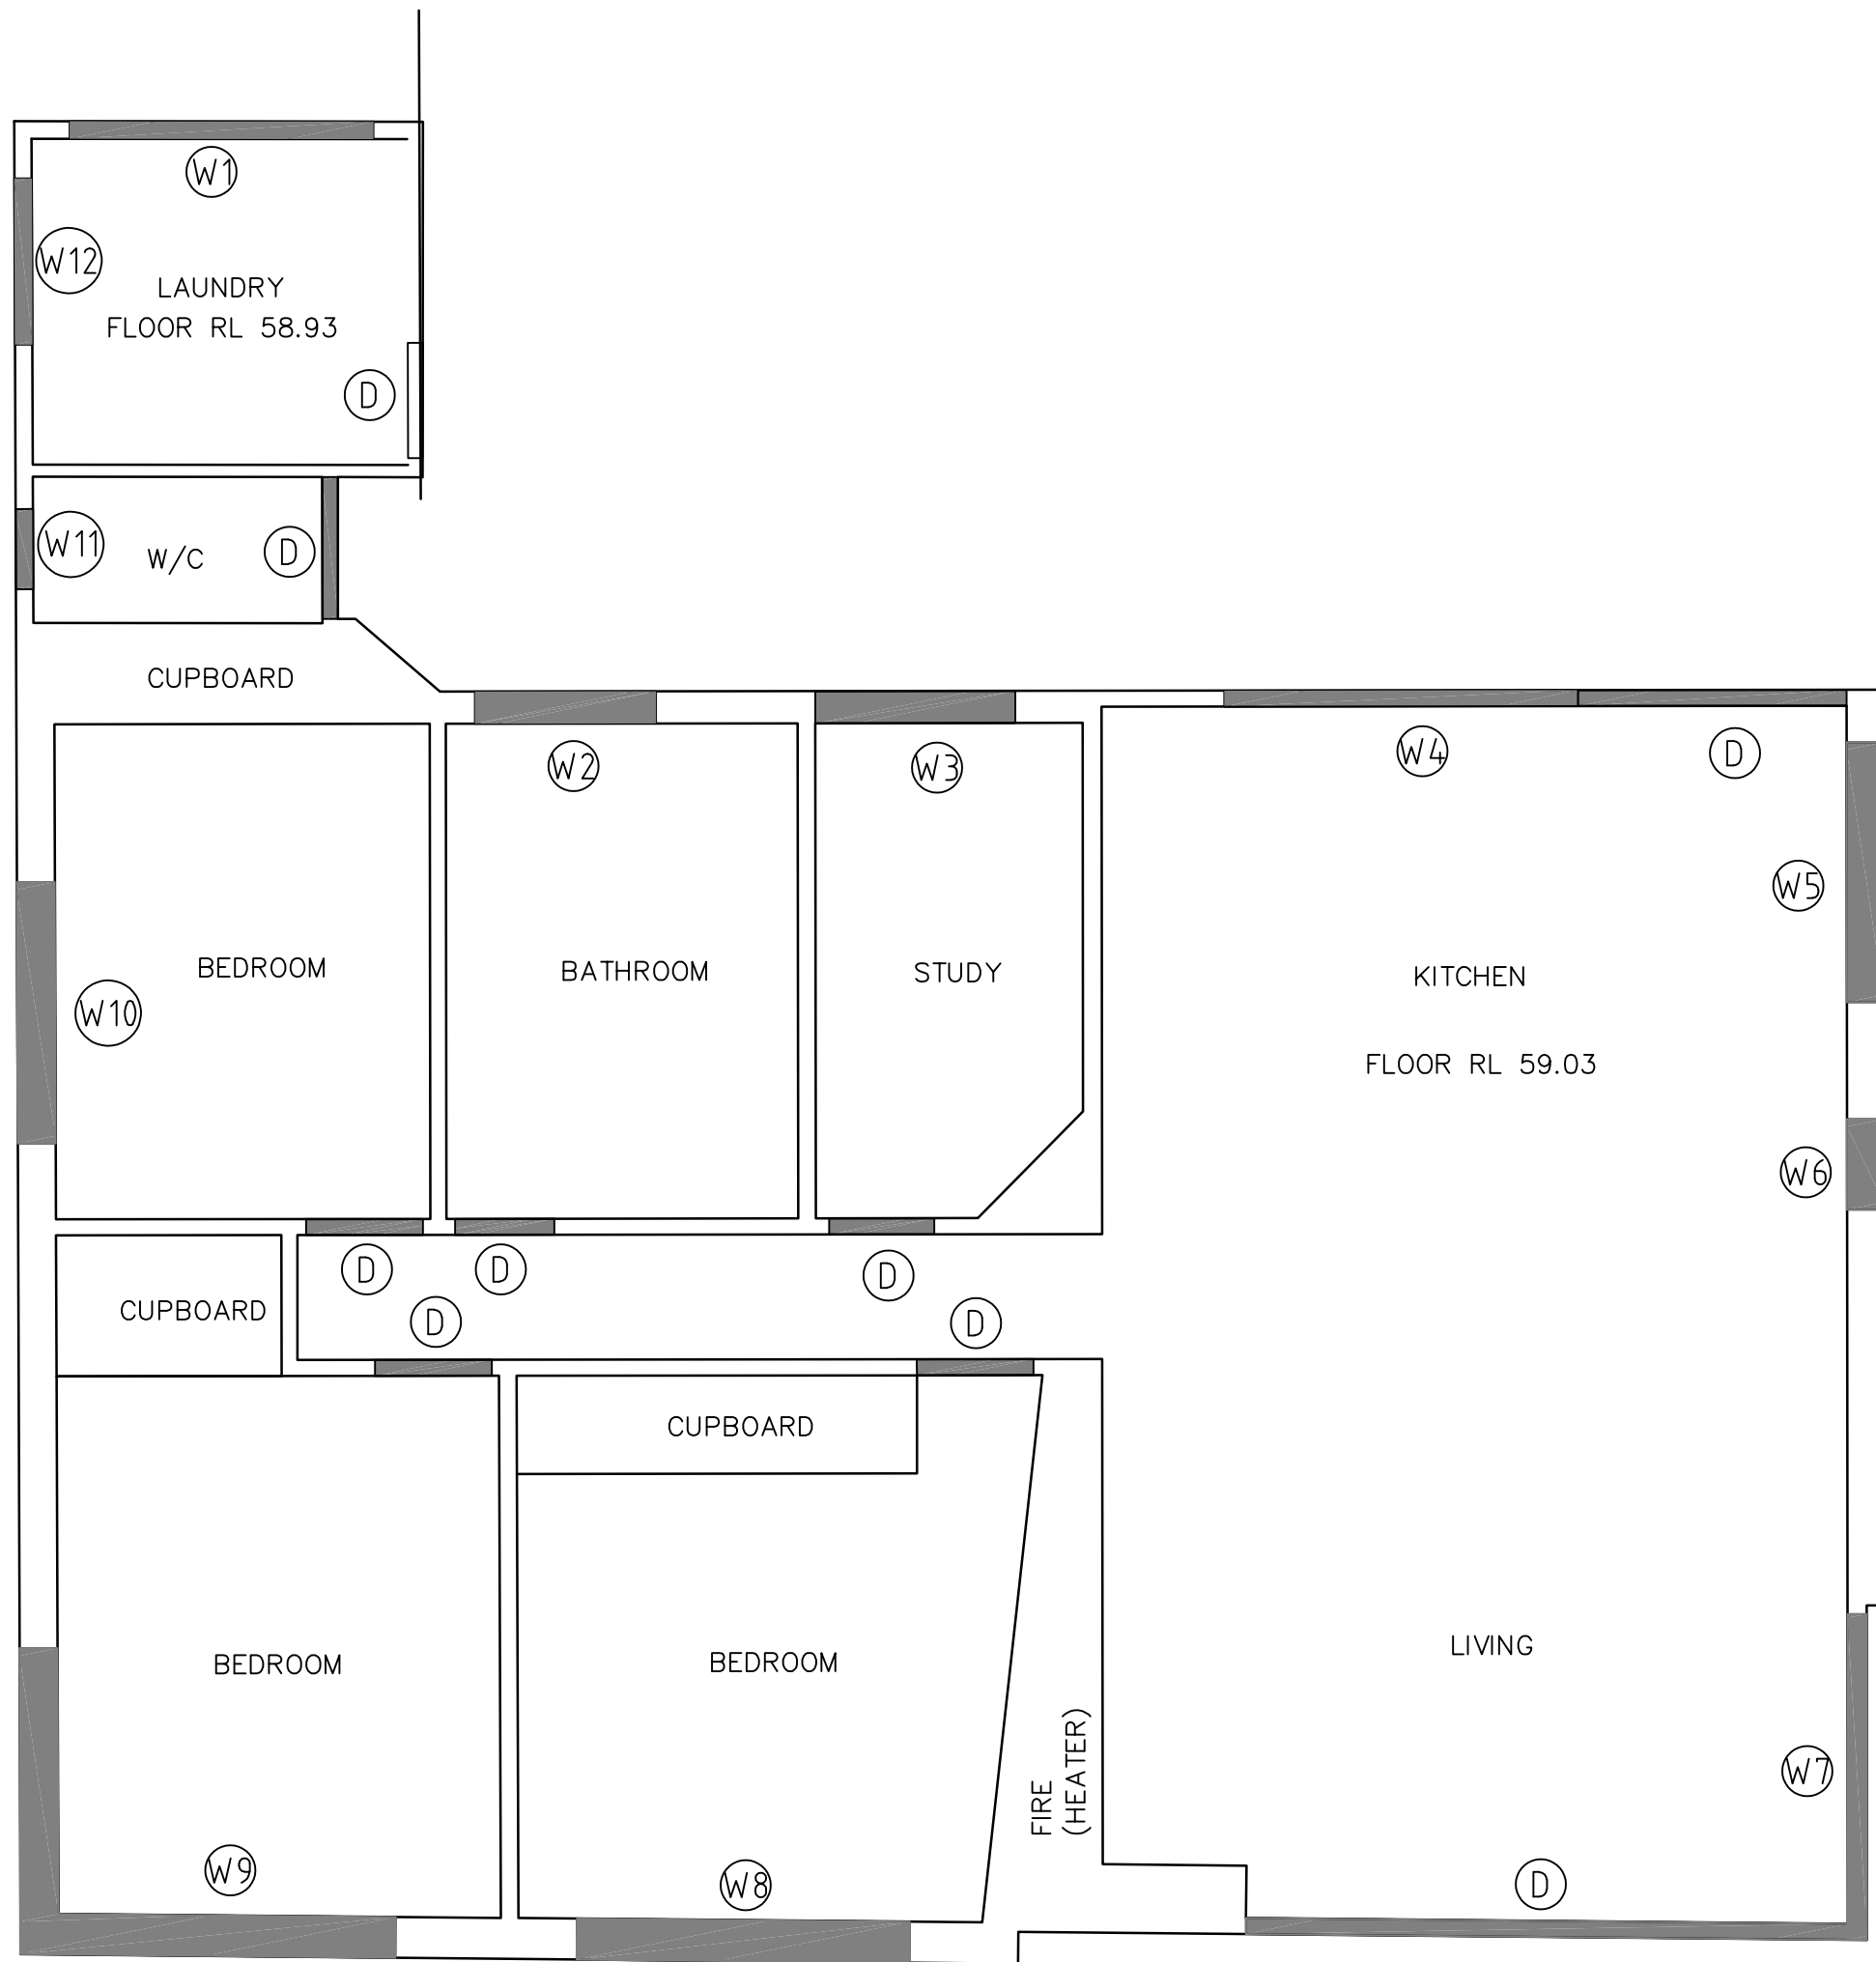 W1
W12
LAUNDRY
FLOOR RL 58.93
D
W11
W/C
D
CUPBOARD
W2
W3
W4
D
W5
BEDROOM
BATHROOM
STUDY
KITCHEN
W10
FLOOR RL 59.03
W6
D
D
D
D
D
CUPBOARD
CUPBOARD
BEDROOM
BEDROOM
LIVING
FIRE
(HEATER)
W7
W9
W8
D